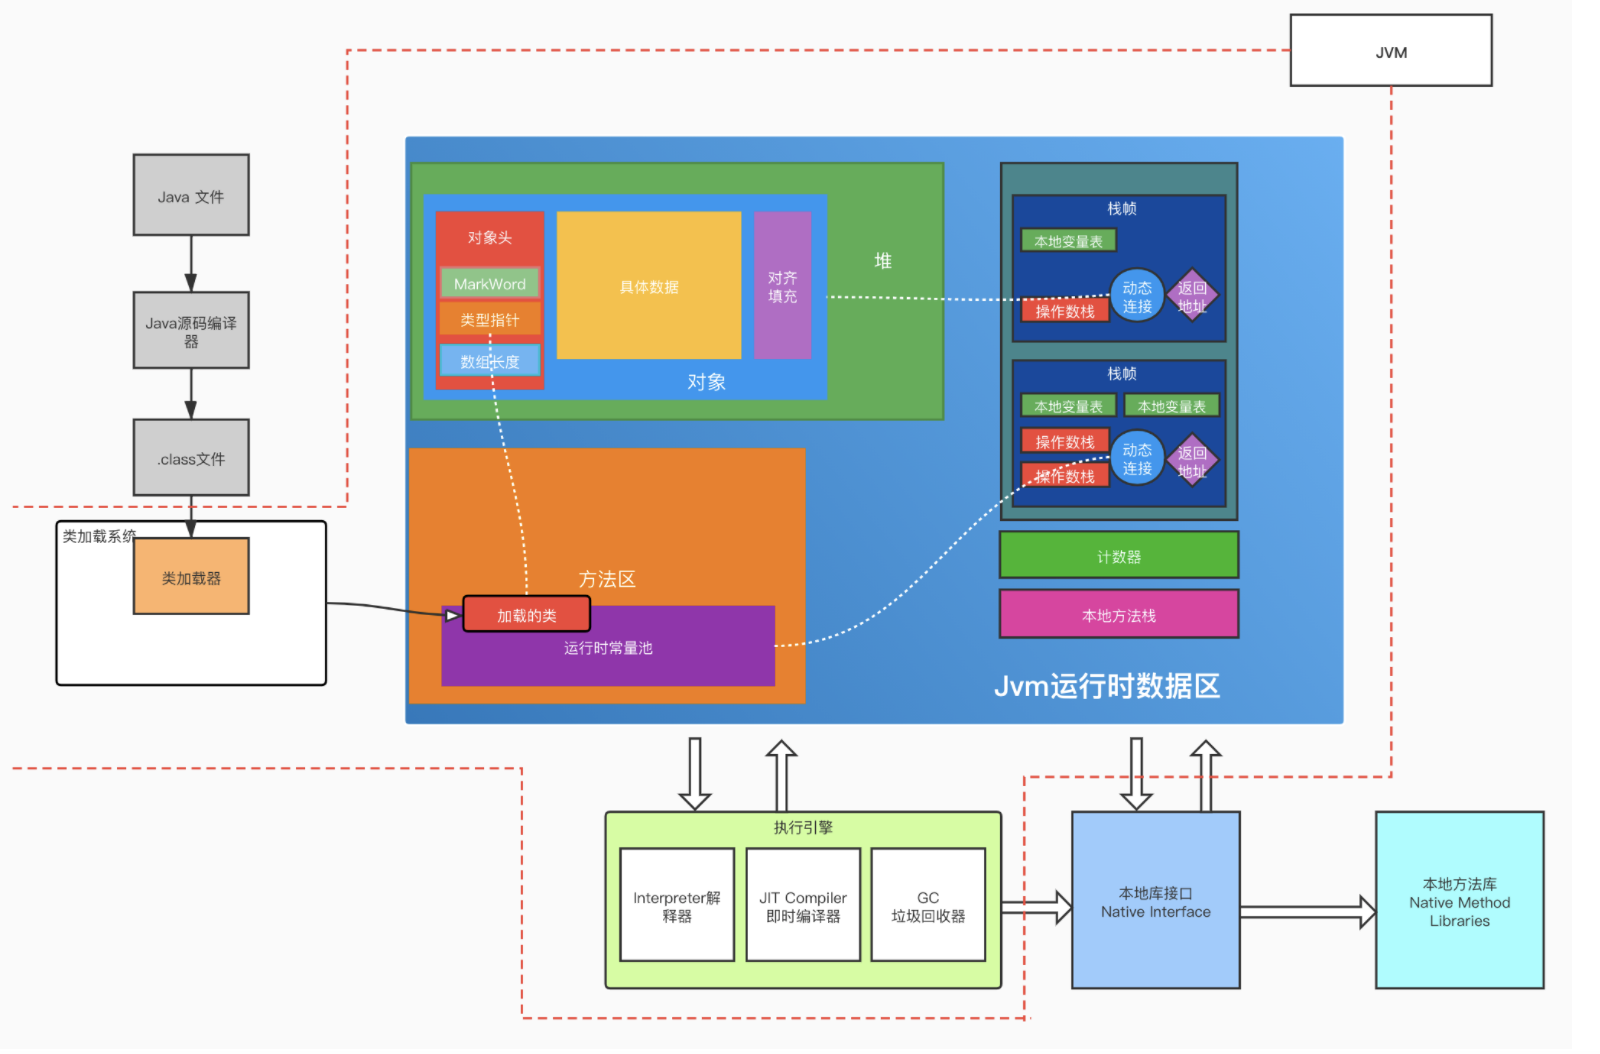 JVM
Java 文件
Java源码编译
器
.class文件
类加载系统
类加载器
对象头
MarkWord
类型指针
数组长度
具体数据
对齐
填充
对象
堆
方法区
加载的类
运行时常量池
栈帧
本地变量表
操作数栈
动态
连接
返回
地址
栈帧
本地变量表
本地变量表
操作数栈
操作数栈
动态
连接
返回
地址
计数器
本地方法栈
Jvm运行时数据区
执行引擎
Interpreter解
释器
JIT Compiler
即时编译器
GC
垃圾回收器
本地库接口
Native Interface
本地方法库
Native Method
Libraries